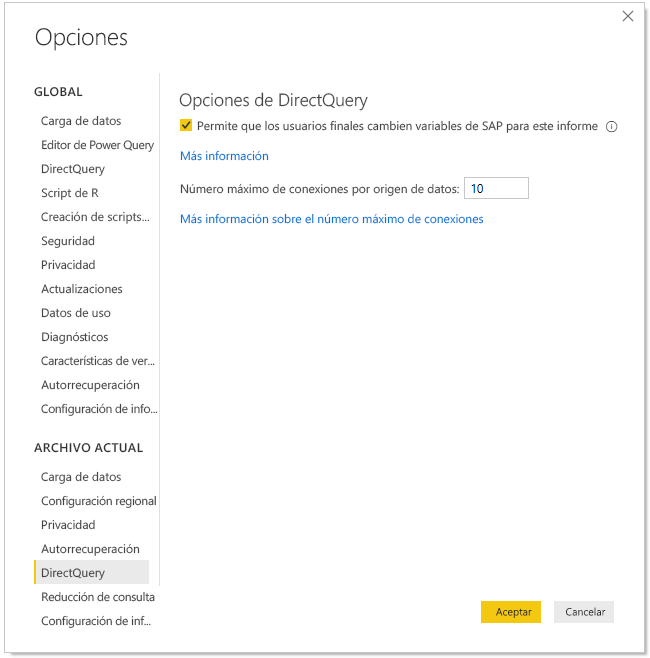 Opciones
GLOBAL
Carga de datos
Editor de Power Query
DirectQuery
Script de R
Creación de scripts...
Seguridad
Privacidad
Actualizaciones
Datos de uso
Diagnósticos
Características de ver...
Autorrecuperación
Configuración de info...
ARCHIVO ACTUAL
Carga de datos
Configuración regional
Privacidad
Autorrecuperación
DirectQuery
Reducción de consulta
Configuración de inf...
Opciones de DirectQuery
Permite que los usuarios finales cambien variables de SAP para este informe
Más información
Número máximo de conexiones por origen de datos: 10
Más información sobre el número máximo de conexiones
Aceptar Cancelar